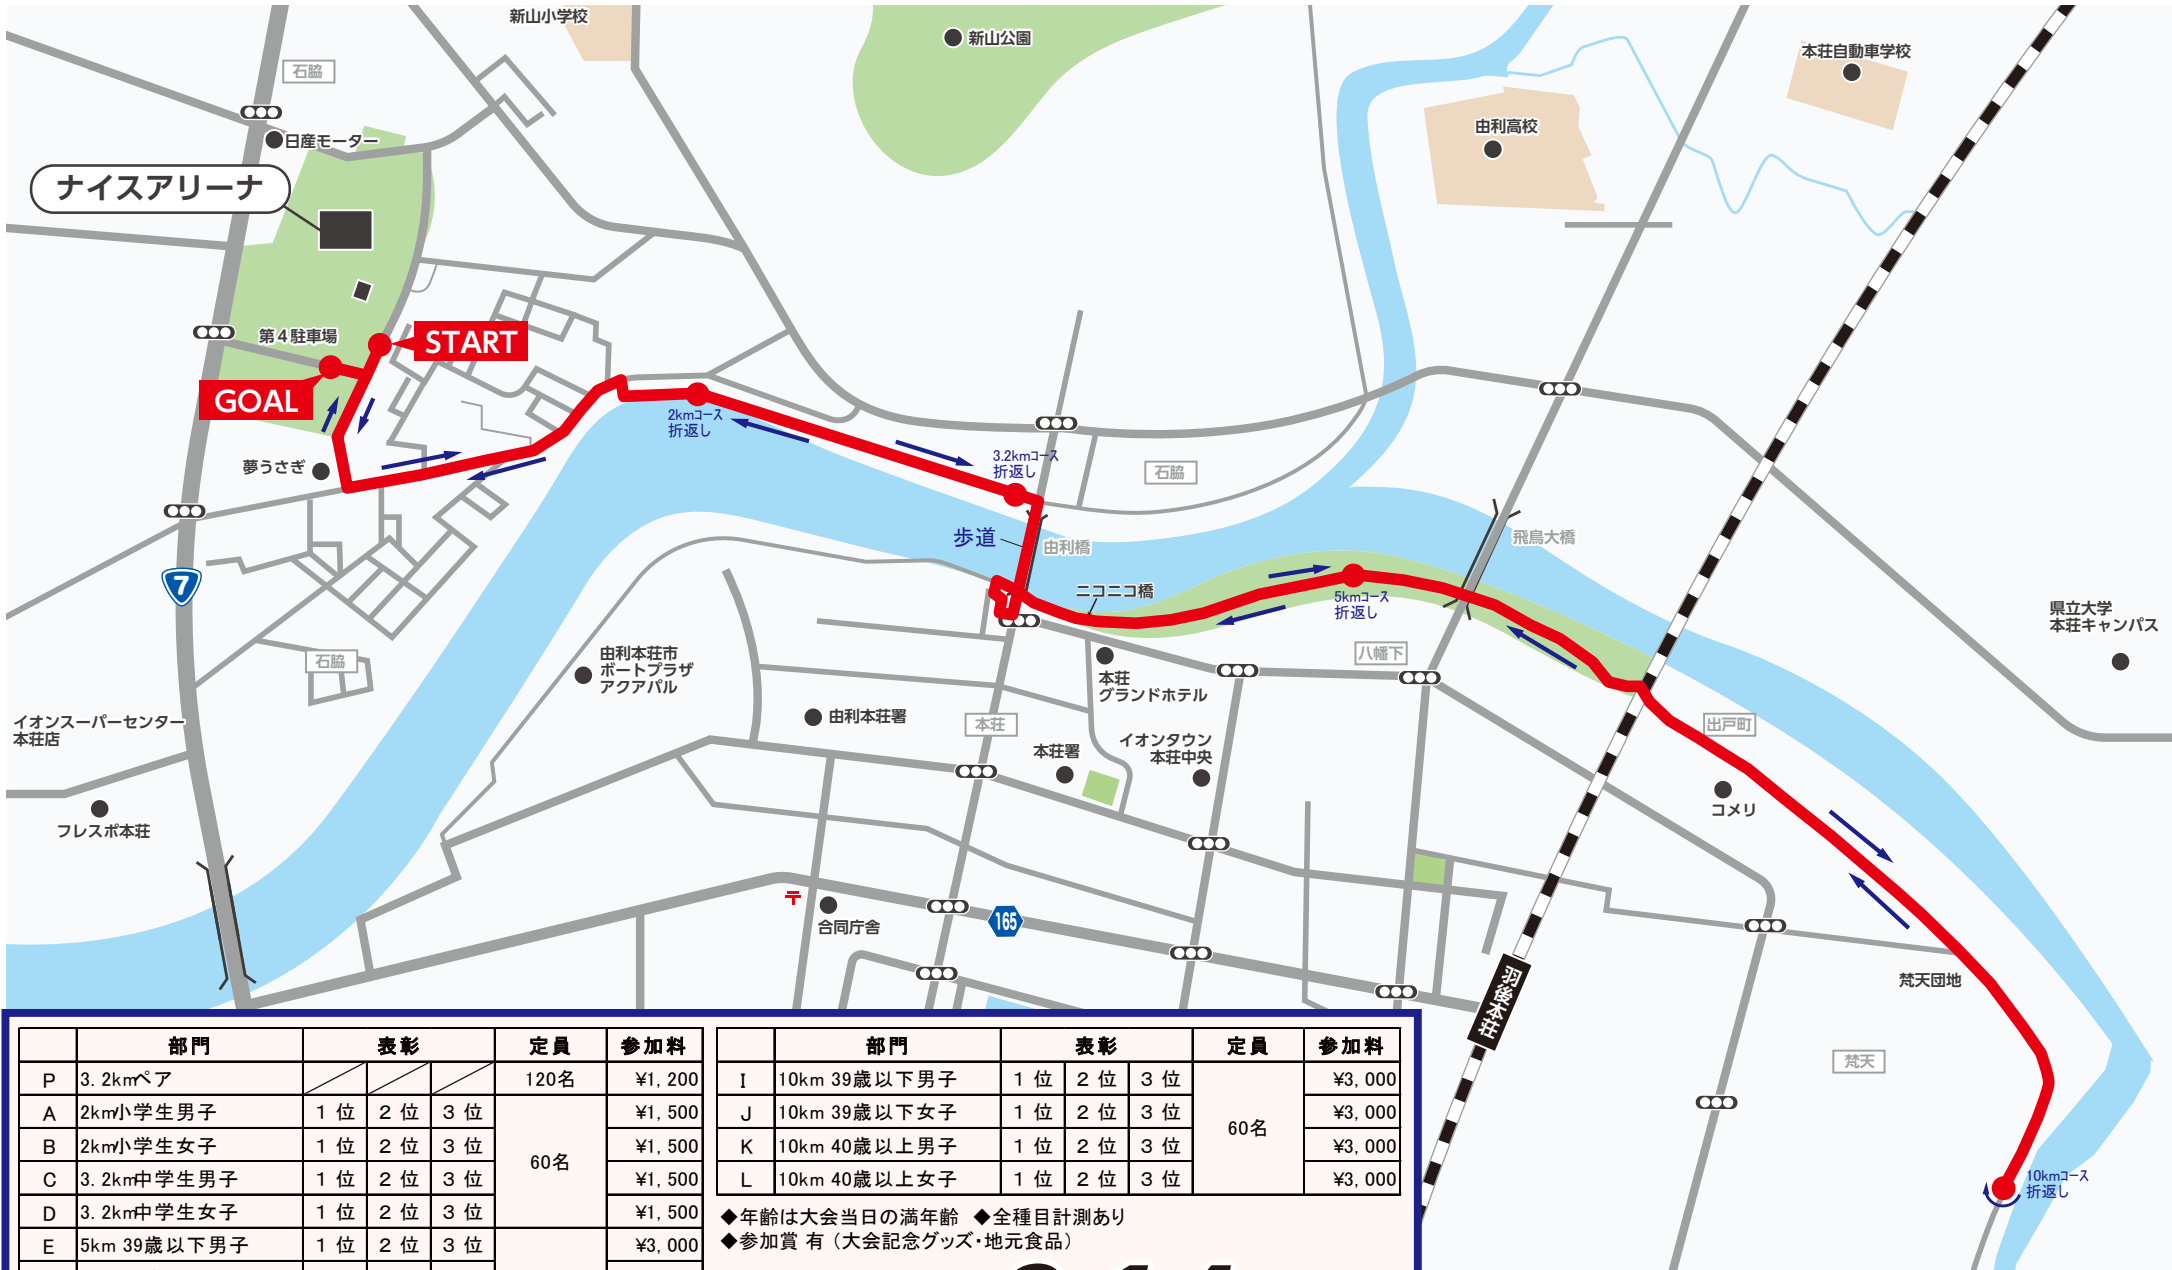 新山小学校
新山公園
本荘自動車学校
石脇
日産モーター
由利高校
ナイスアリーナ
第4駐車場
START
GOAL
2kmコース
折返し
3.2kmコース
折返し
夢うさぎ
石脇
歩道
由利橋
飛鳥大橋
7
ニコニコ橋
5kmコース
折返し
県立大学
本荘キャンパス
石脇
由利本荘市
ボートプラザ
アクアパル
八幡下
本荘
グランドホテル
イオンスーパーセンター
本荘店
由利本荘署
本荘
出戸町
本荘署
イオンタウン
本荘中央
フレスポ本荘
コメリ
〒
合同庁舎
165
羽後本荘
梵天団地
梵天
10kmコース
折返し
部門 表彰 定員 参加料
P 3.2kmペア 120名 ¥1,200
A 2km小学生男子 1位 2位 3位 ¥1,500
B 2km小学生女子 1位 2位 3位 ¥1,500
60名
C 3.2km中学生男子 1位 2位 3位 ¥1,500
D 3.2km中学生女子 1位 2位 3位 ¥1,500
E 5km 39歳以下男子 1位 2位 3位 ¥3,000
部門 表彰 定員 参加料
I 10km 39歳以下男子 1位 2位 3位 ¥3,000
J 10km 39歳以下女子 1位 2位 3位 ¥3,000
60名
K 10km 40歳以上男子 1位 2位 3位 ¥3,000
L 10km 40歳以上女子 1位 2位 3位 ¥3,000
◆年齢は大会当日の満年齢 ◆全種目計測あり
◆参加賞 有（大会記念グッズ・地元食品）